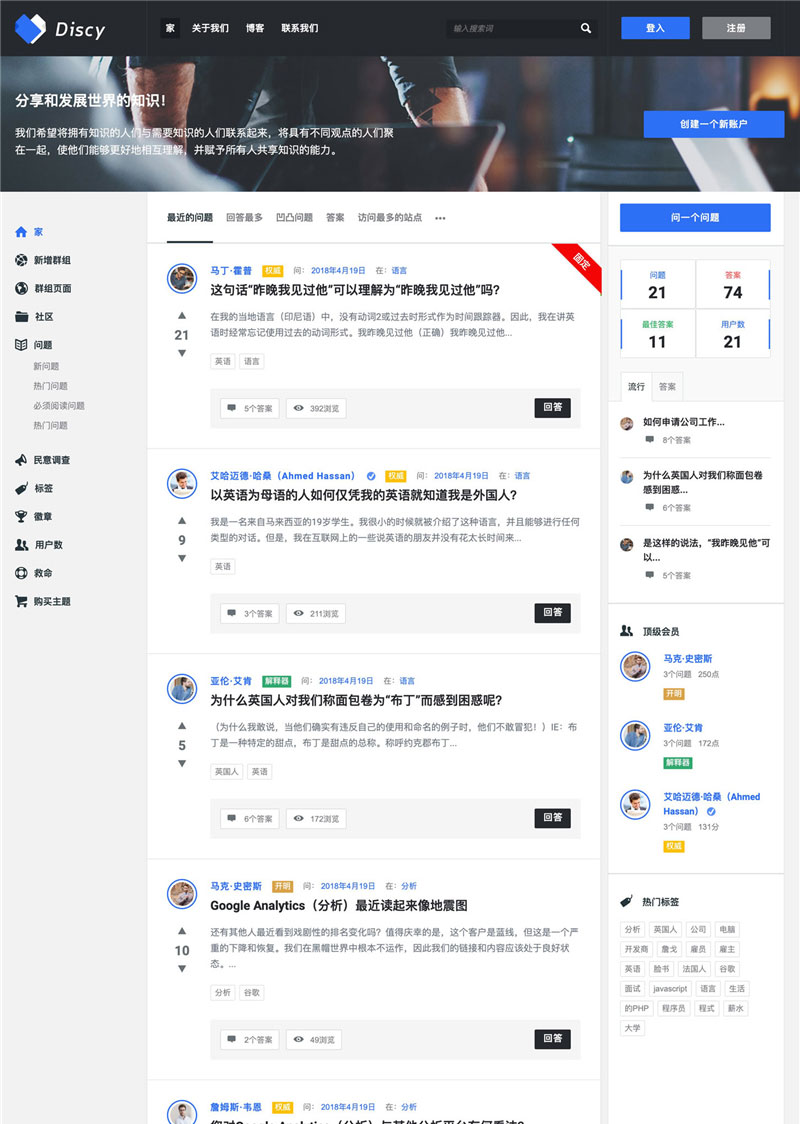 Discy
家 关于我们 博客 联系我们
输入搜索词
登入
注册
分享和发展世界的知识！
我们希望将拥有知识的人们与需要知识的人们联系起来，将具有不同观点的人们聚
在一起，使他们能够更好地相互理解，并赋予所有人共享知识的能力。
创建一个新账户
家
新增群组
群组页面
社区
问题
新问题
热门问题
必须阅读问题
热门问题
民意调查
标签
徽章
用户数
救命
购买主题
最近的问题 回答最多 凹凸问题 答案 访问最多的站点 •••
固定
马丁·霍普 权威 问： 2018年4月19日 在： 语言
这句话“昨晚我见过他”可以理解为“昨晚我见过他”吗?
21
在我的当地语言（印尼语）中，没有动词2或过去时形作为时间跟踪器。因此，我在讲英
语时经常忘记使用过去的动词形式。我昨晚见过他（正确）我昨晚见过他...
英语 语言
5个答案 392浏览 回答
艾哈迈德·哈桑（Ahmed Hassan） 权威 问： 2018年4月19日 在： 语言
以英语为母语的人如何仅凭我的英语就知道我是外国人?
9
我是一名来自马来西亚的19岁学生。我很小的时候就被介绍了这种语言，并且能够进行任何
类型的对话。但是，我在互联网上的一些说英语的朋友并没有花太长时间来...
英语
3个答案 211浏览 回答
亚伦·艾肯 解释器 问： 2018年4月19日 在： 语言
为什么英国人对我们称面包卷为“布丁”而感到困惑呢?
5
（为什么我敢说，当他们确实有违反自己的使用和命名的例子时，他们不敢冒犯！）IE：布
丁是一种特定的甜点，布丁是甜点的总称。称呼约克郡布丁...
英国人 英语
6个答案 172浏览 回答
马克·史密斯 开明 问： 2018年4月19日 在： 分析
Google Analytics（分析）最近读起来像地震图
10
还有其他人最近看到戏剧性的排名变化吗？值得庆幸的是，这个客户是蓝线，但这是一个严
重的下降和恢复。我们在黑帽世界中根本不运作，因此我们的链接和内容应该处于良好状
态。...
分析 谷歌
2个答案 49浏览 回答
詹姆斯·韦恩 权威 问： 2018年4月19日 在： 分析
问一个问题
问题 答案
21 74
最佳答案 用户数
11 21
流行 答案
如何申请公司工作...
8个答案
为什么英国人对我们称面包卷
感到困惑...
6个答案
是这样的说法，“我昨晚见他”可
以...
5个答案
顶级会员
马克·史密斯
3个问题 250点
开明
亚伦·艾肯
3个问题 172点
解释器
艾哈迈德·哈桑（Ahmed
Hassan）
3个问题 131分
权威
热门标签
分析 英国人 公司 电脑
开发商 詹戈 雇员 雇主
英语 脸书 法国人 谷歌
面试 javascript 语言 生活
的PHP 程序员 程式 薪水
大学